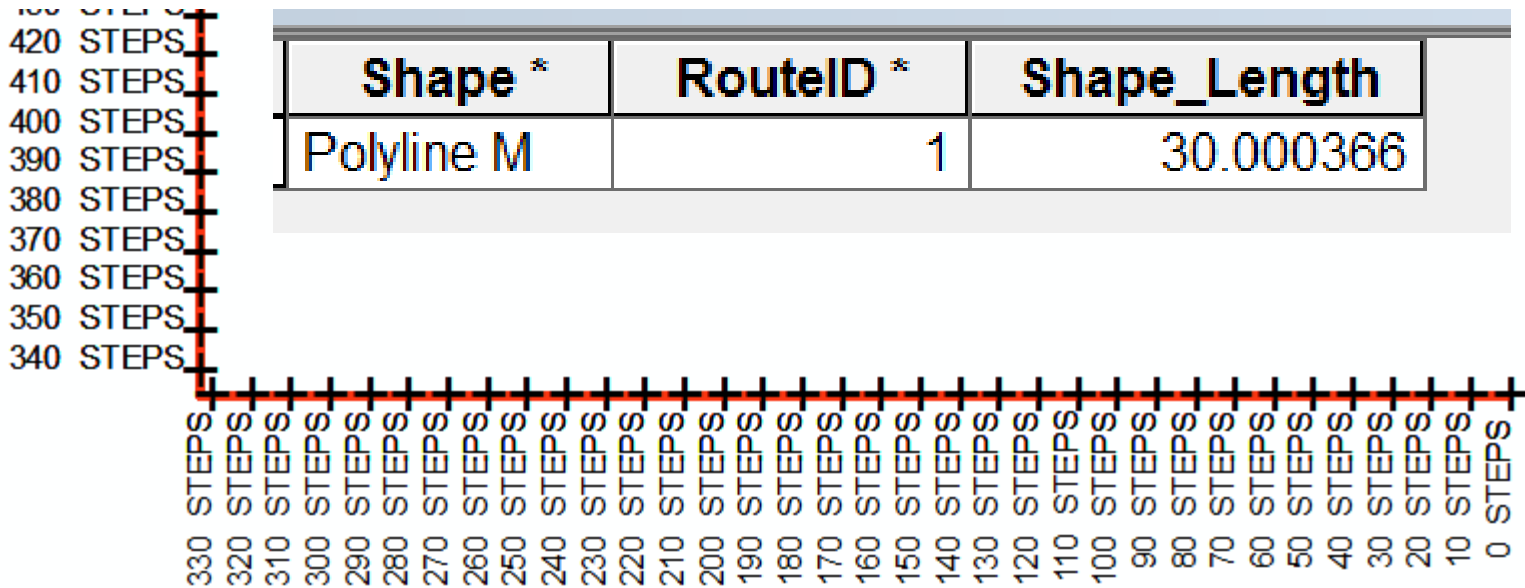 420 STEPS
410 STEPS
400 STEPS
390 STEPS
380 STEPS
370 STEPS
360 STEPS
350 STEPS
340 STEPS
Shape * RouteID * Shape_Length
Polyline M 1 30.000366
330 STEPS
320 STEPS
310 STEPS
300 STEPS
290 STEPS
280 STEPS
270 STEPS
260 STEPS
250 STEPS
240 STEPS
230 STEPS
220 STEPS
210 STEPS
200 STEPS
190 STEPS
180 STEPS
170 STEPS
160 STEPS
150 STEPS
140 STEPS
130 STEPS
120 STEPS
110 STEPS
100 STEPS
90 STEPS
80 STEPS
70 STEPS
60 STEPS
50 STEPS
40 STEPS
30 STEPS
20 STEPS
10 STEPS
0 STEPS